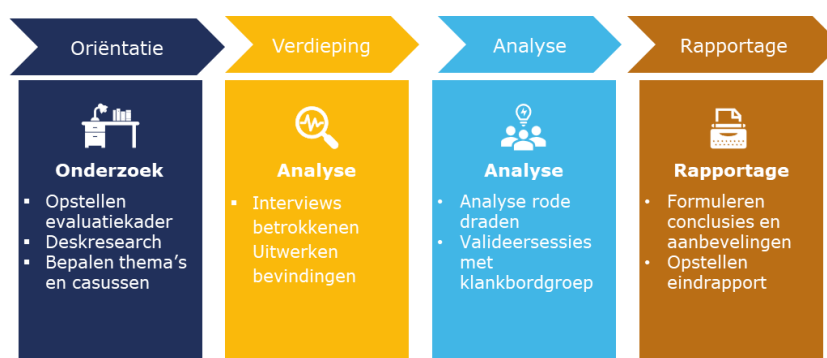 Oriëntatie
Verdieping
Analyse
Rapportage
Onderzoek
▪ Opstellen
evaluatiekader
▪ Deskresearch
▪ Bepalen thema's
en casussen
Analyse
▪ Interviews
betrokkenen
Uitwerken
bevindingen
Analyse
• Analyse rode
draden
• Valideersessies
met
klankbordgroep
Rapportage
• Formuleren
conclusies en
aanbevelingen
• Opstellen
eindrapport